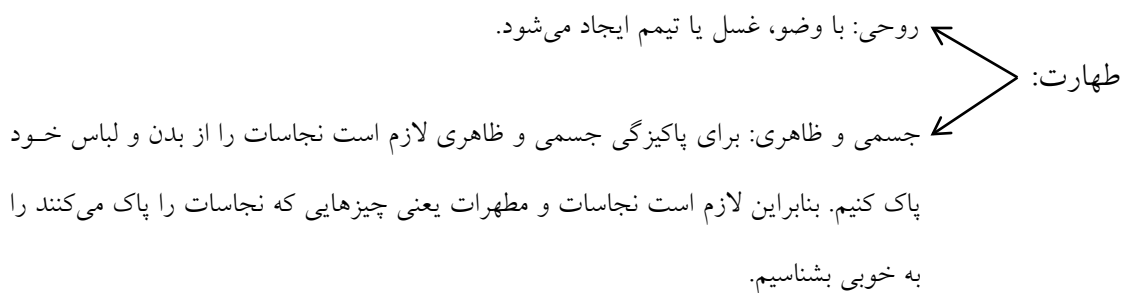 روحی: با وضو، غسل یا تیمم ایجاد می‌شود.
طهارت:
جسمی و ظاهری: برای پاکیزگی جسمی و ظاهری لازم است نجاسات را از بدن و لباس خود
پاک کنیم. بنابراین لازم است نجاسات و مطهرات یعنی چیزهایی که نجاسات را پاک می‌کنند را
به خوبی بشناسیم.